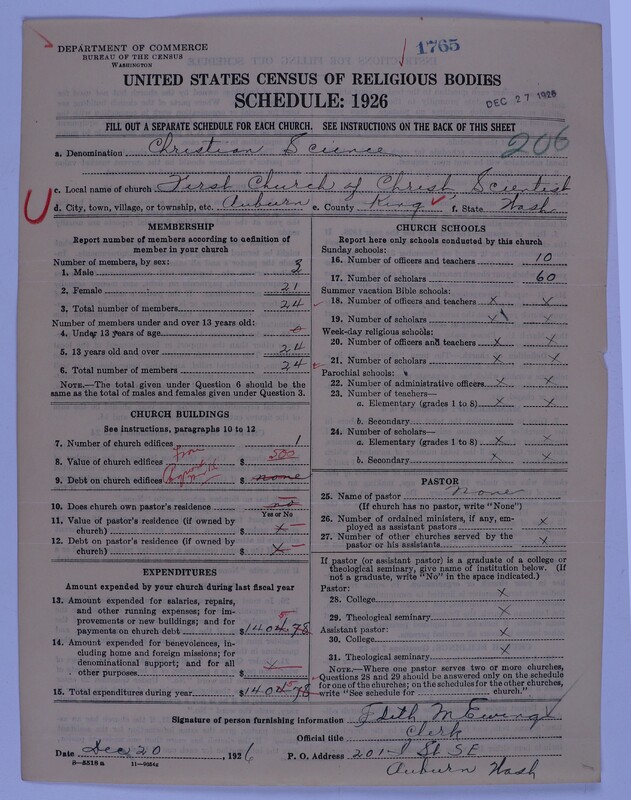 DEPARTMENT OF COMMERCE
BUREAU OF THE CENSUS
WASHINGTON
1765
UNITED STATES CENSUS OF RELIGIOUS BODIES
SCHEDULE: 1926
DEC 27 1926
FILL OUT A SEPARATE SCHEDULE FOR EACH CHURCH. SEE INSTRUCTIONS ON THE BACK OF THIS SHEET
206
a. Denomination Christian Science
c. Local name of church First Church of Christ, Scientist
d. City, town, village, or township, etc. Auburn e. County King f. State Wash.
MEMBERSHIP
Report number of members according to definition of
member in your church
Number of members, by sex:
1. Male 3
2. Female 21
3. Total number of members 24
Number of members under and over 13 years old:
4. Under 13 years of age 0
5. 13 years old and over 24
6. Total number of members 24
NOTE.—The total given under Question 6 should be
same as the total of males and females given under Question 3.
CHURCH BUILDINGS
See instructions, paragraphs 10 to 12
7. Number of church edifices 1
8. Value of church edifices $ 500
9. Debt on church edifices $ none
10. Does church own pastor's residence no
Yes or No
11. Value of pastor's residence (if owned by
church) $ x
12. Debt on pastor's residence (if owned by
church) $ x
EXPENDITURES
Amount expended by your church during last fiscal year
13. Amount expended for salaries, repairs,
and other running expenses; for im-
provements or new buildings; and for
payments on church debt $ 1404.78 5
14. Amount expended for benevolences, in-
cluding home and foreign missions; for
denominational support; and for all
other purposes x
15. Total expenditures during year $ 1404.78 5
CHURCH SCHOOLS
Report here only schools conducted by this church
Sunday schools:
16. Number of officers and teachers 10
17. Number of scholars 60
Summer vacation Bible schools:
18. Number of officers and teachers x x
19. Number of scholars x x
Week-day religious schools:
20. Number of officers and teachers x x
21. Number of scholars x x
Parochial schools:
22. Number of administrative officers x x
23. Number of teachers—
a. Elementary (grades 1 to 8) x x
b. Secondary
24. Number of scholars—
a. Elementary (grades 1 to 8) x x
b. Secondary x x
PASTOR
25. Name of pastor None
(If church has no pastor, write "None")
26. Number of ordained ministers, if any, em-
ployed as assistant pastors x
27. Number of other churches served by the
pastor or his assistants x
If pastor (or assistant pastor) is a graduate of a college or
theological seminary, give name of institution below. (If
not a graduate, write "No" in the space indicated.)
Pastor:
28. College x
29. Theological seminary x
Assistant pastor:
30. College x
31. Theological seminary x
NOTE.—Where one pastor serves two or more churches,
Questions 28 and 29 should be answered only on the schedule
for one of the churches; on the schedule for the other churches,
write "See schedule for church."
Signature of person furnishing information Edith M Ewing
Official title Clerk
Date Dec 20, 1926 P. O. Address 201-I St SE
8—5518a Auburn Wash